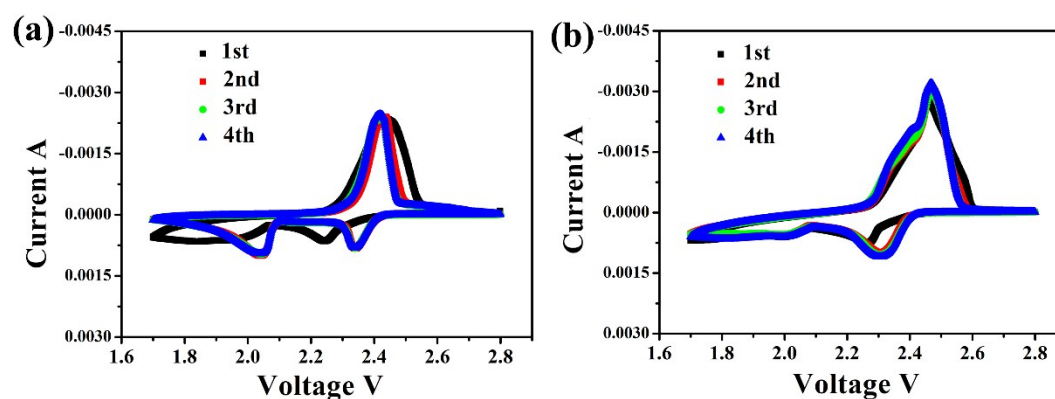 (a)
-0.0045
-0.0030
-0.0015
0.0000
0.0015
0.0030
Current A
1st
2nd
3rd
4th
1.6 1.8 2.0 2.2 2.4 2.6 2.8
Voltage V
(b)
-0.0045
-0.0030
-0.0015
0.0000
0.0015
0.0030
Current A
1st
2nd
3rd
4th
1.6 1.8 2.0 2.2 2.4 2.6 2.8
Voltage V